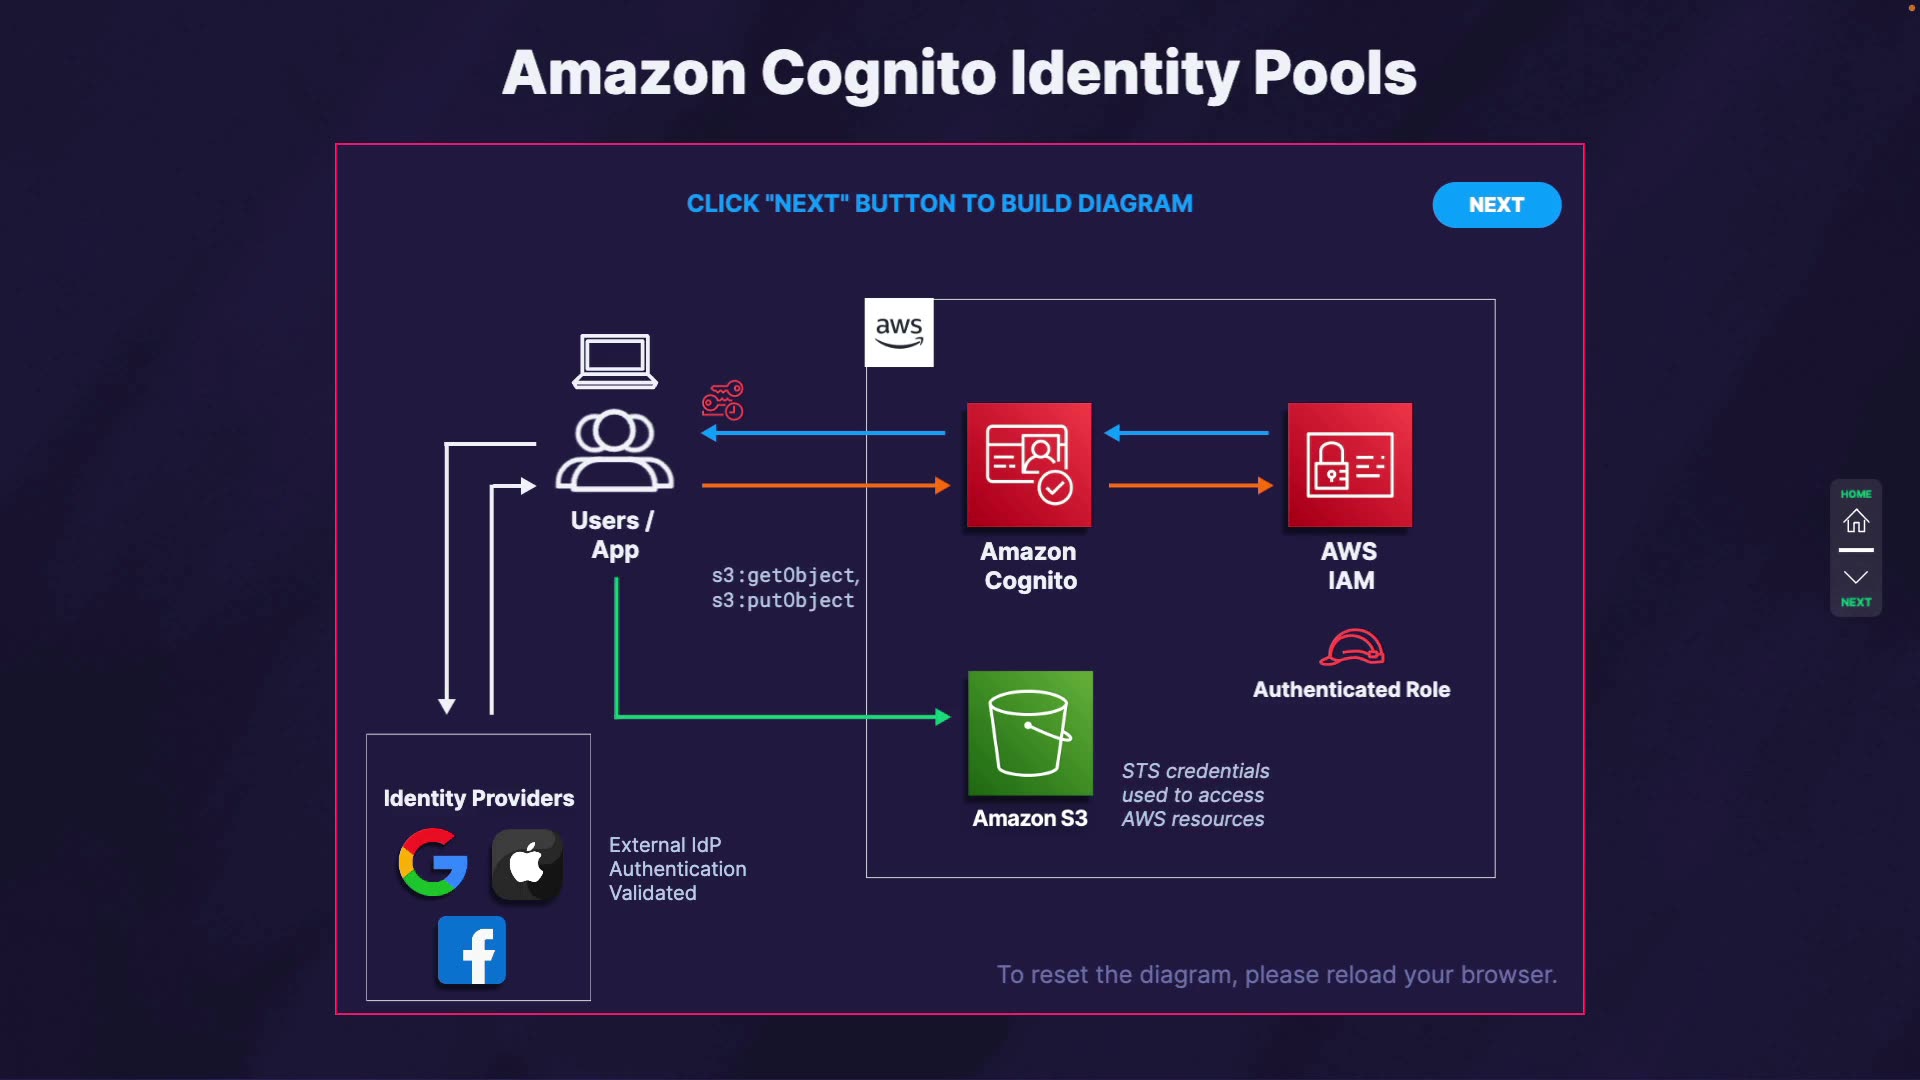 Amazon Cognito Identity Pools
CLICK "NEXT" BUTTON TO BUILD DIAGRAM
NEXT
aws
Users /
App
s3:getObject,
s3:putObject
Amazon
Cognito
AWS
IAM
Authenticated Role
Amazon S3
STS credentials
used to access
AWS resources
Identity Providers
External IdP
Authentication
Validated
To reset the diagram, please reload your browser.
HOME
NEXT